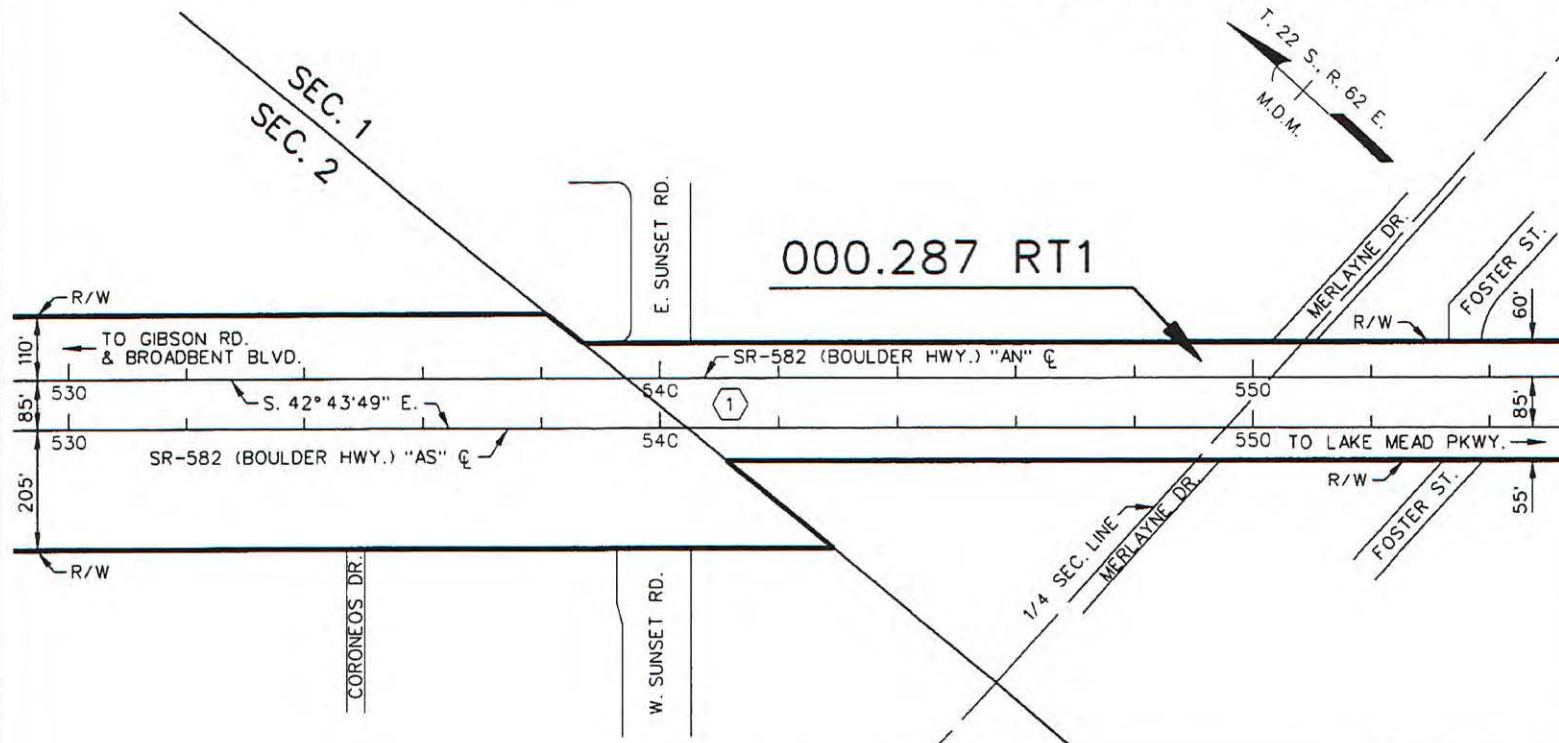 SEC. 1
SEC. 2
T. 22 S., R. 62 E.
M.D.M.
E. SUNSET RD.
000.287 RT1
MERLAYNE DR.
FOSTER ST.
60'
R/W
R/W
110'
TO GIBSON RD.
& BROADBENT BLVD.
SR-582 (BOULDER HWY.) "AN" ℄
530
540
550
85'
S. 42°43'49" E.
1
85'
530
540
550
TO LAKE MEAD PKWY.
SR-582 (BOULDER HWY.) "AS" ℄
205'
R/W
55'
R/W
CORONEOS DR.
W. SUNSET RD.
1/4 SEC. LINE
MERLAYNE DR.
FOSTER ST.